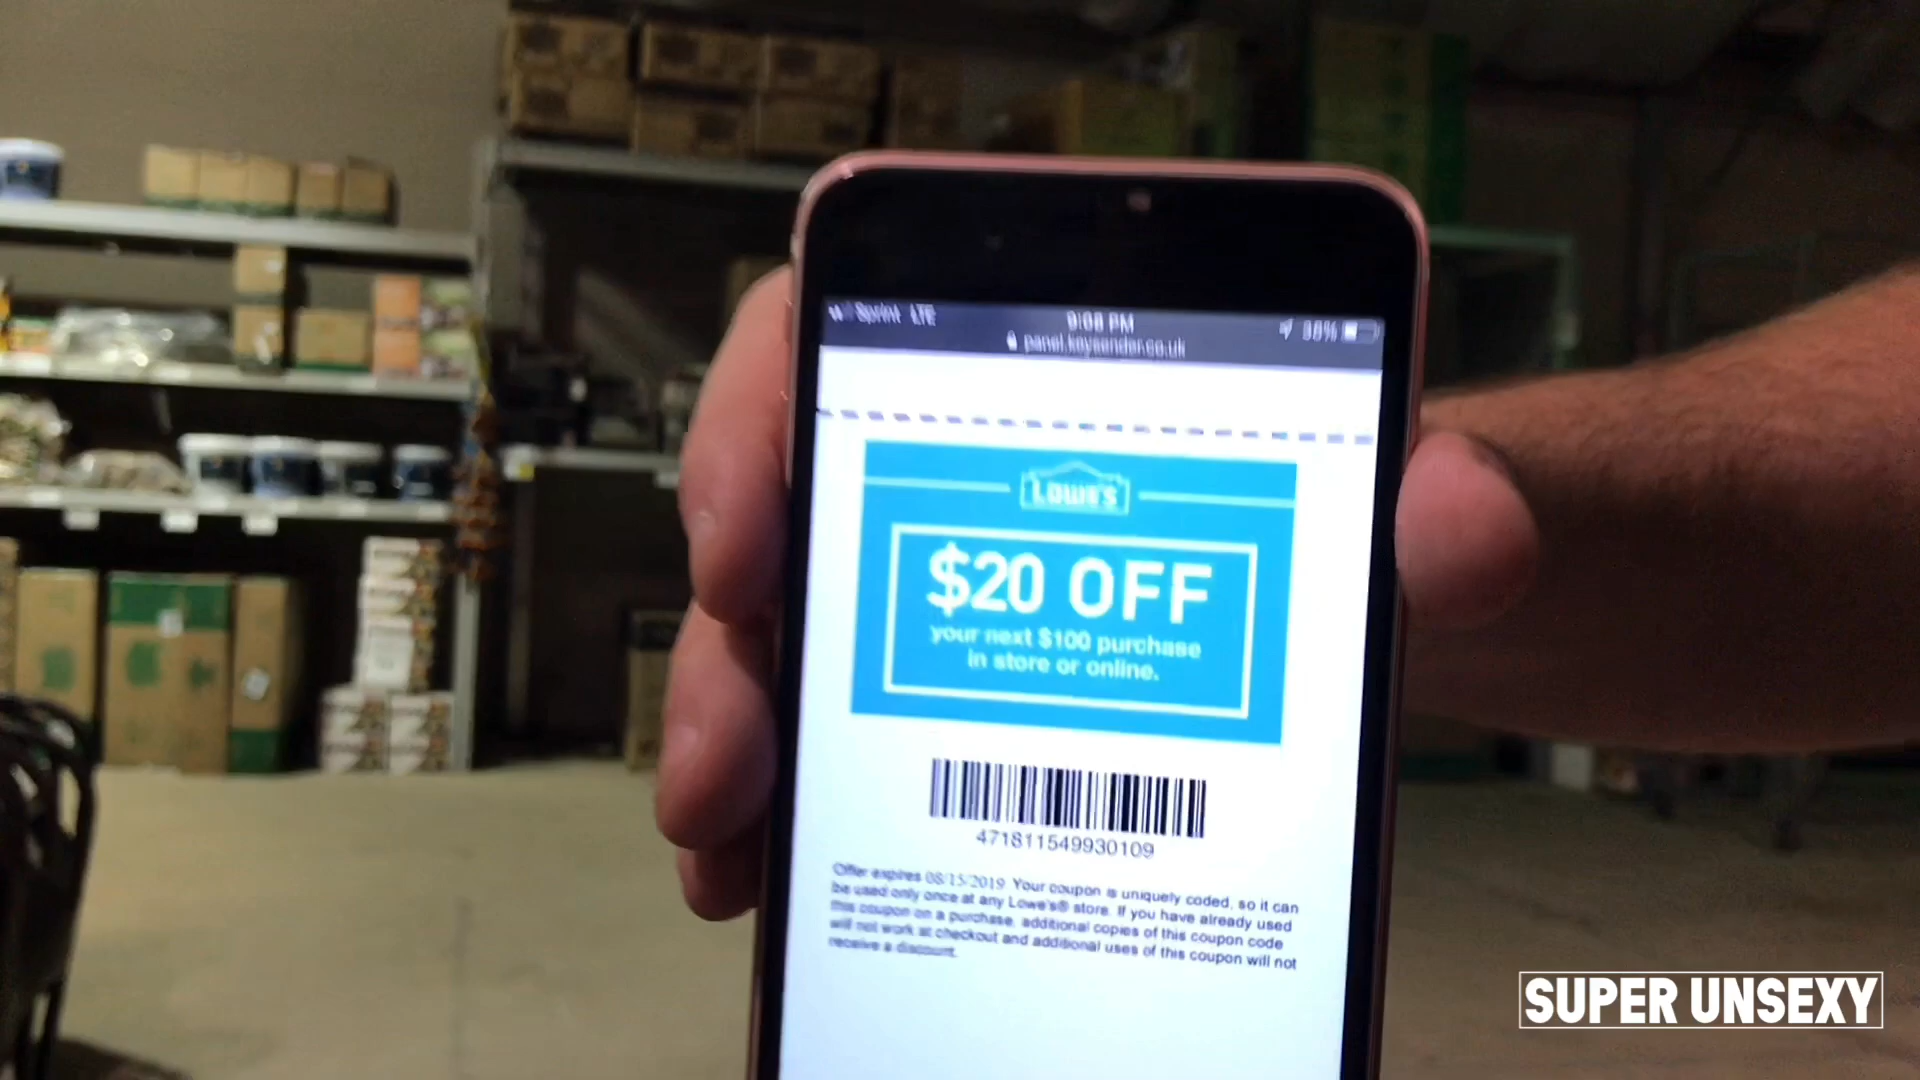 Sprint LTE 9:08 PM 38%
panel.keysender.co.uk
LOWE'S
$20 OFF
your next $100 purchase
in store or online.
471811549930109
Offer expires 08/15/2019. Your coupon is uniquely coded, so it can
be used only once at any Lowe's® store. If you have already used
this coupon on a purchase, additional copies of this coupon code
will not work at checkout and additional uses of this coupon will not
receive a discount.
SUPER UNSEXY